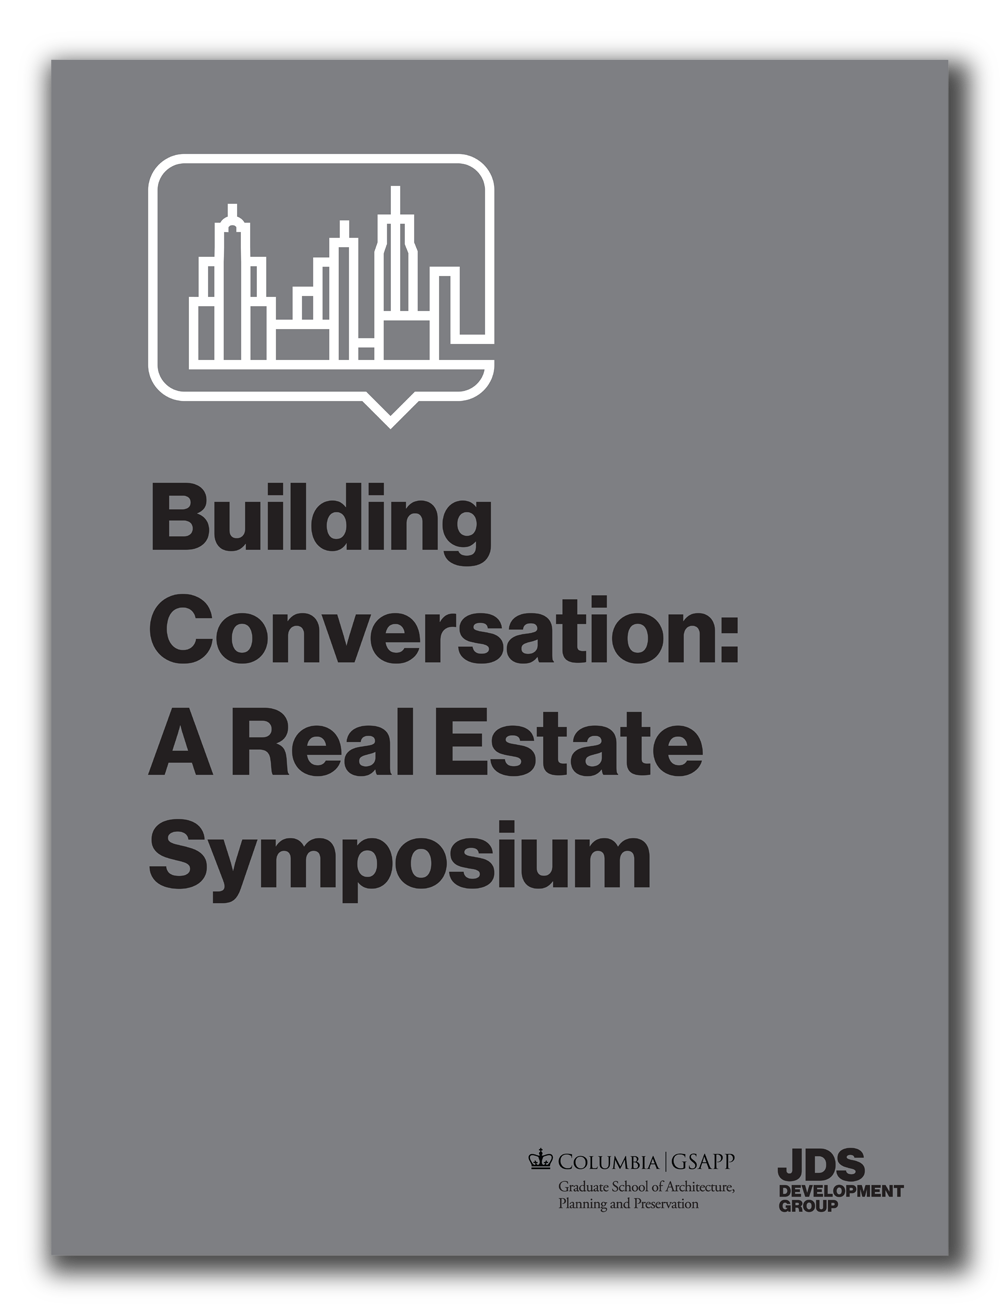 Building
Conversation:
A Real Estate
Symposium
COLUMBIA | GSAPP
Graduate School of Architecture,
Planning and Preservation
JDS
DEVELOPMENT
GROUP